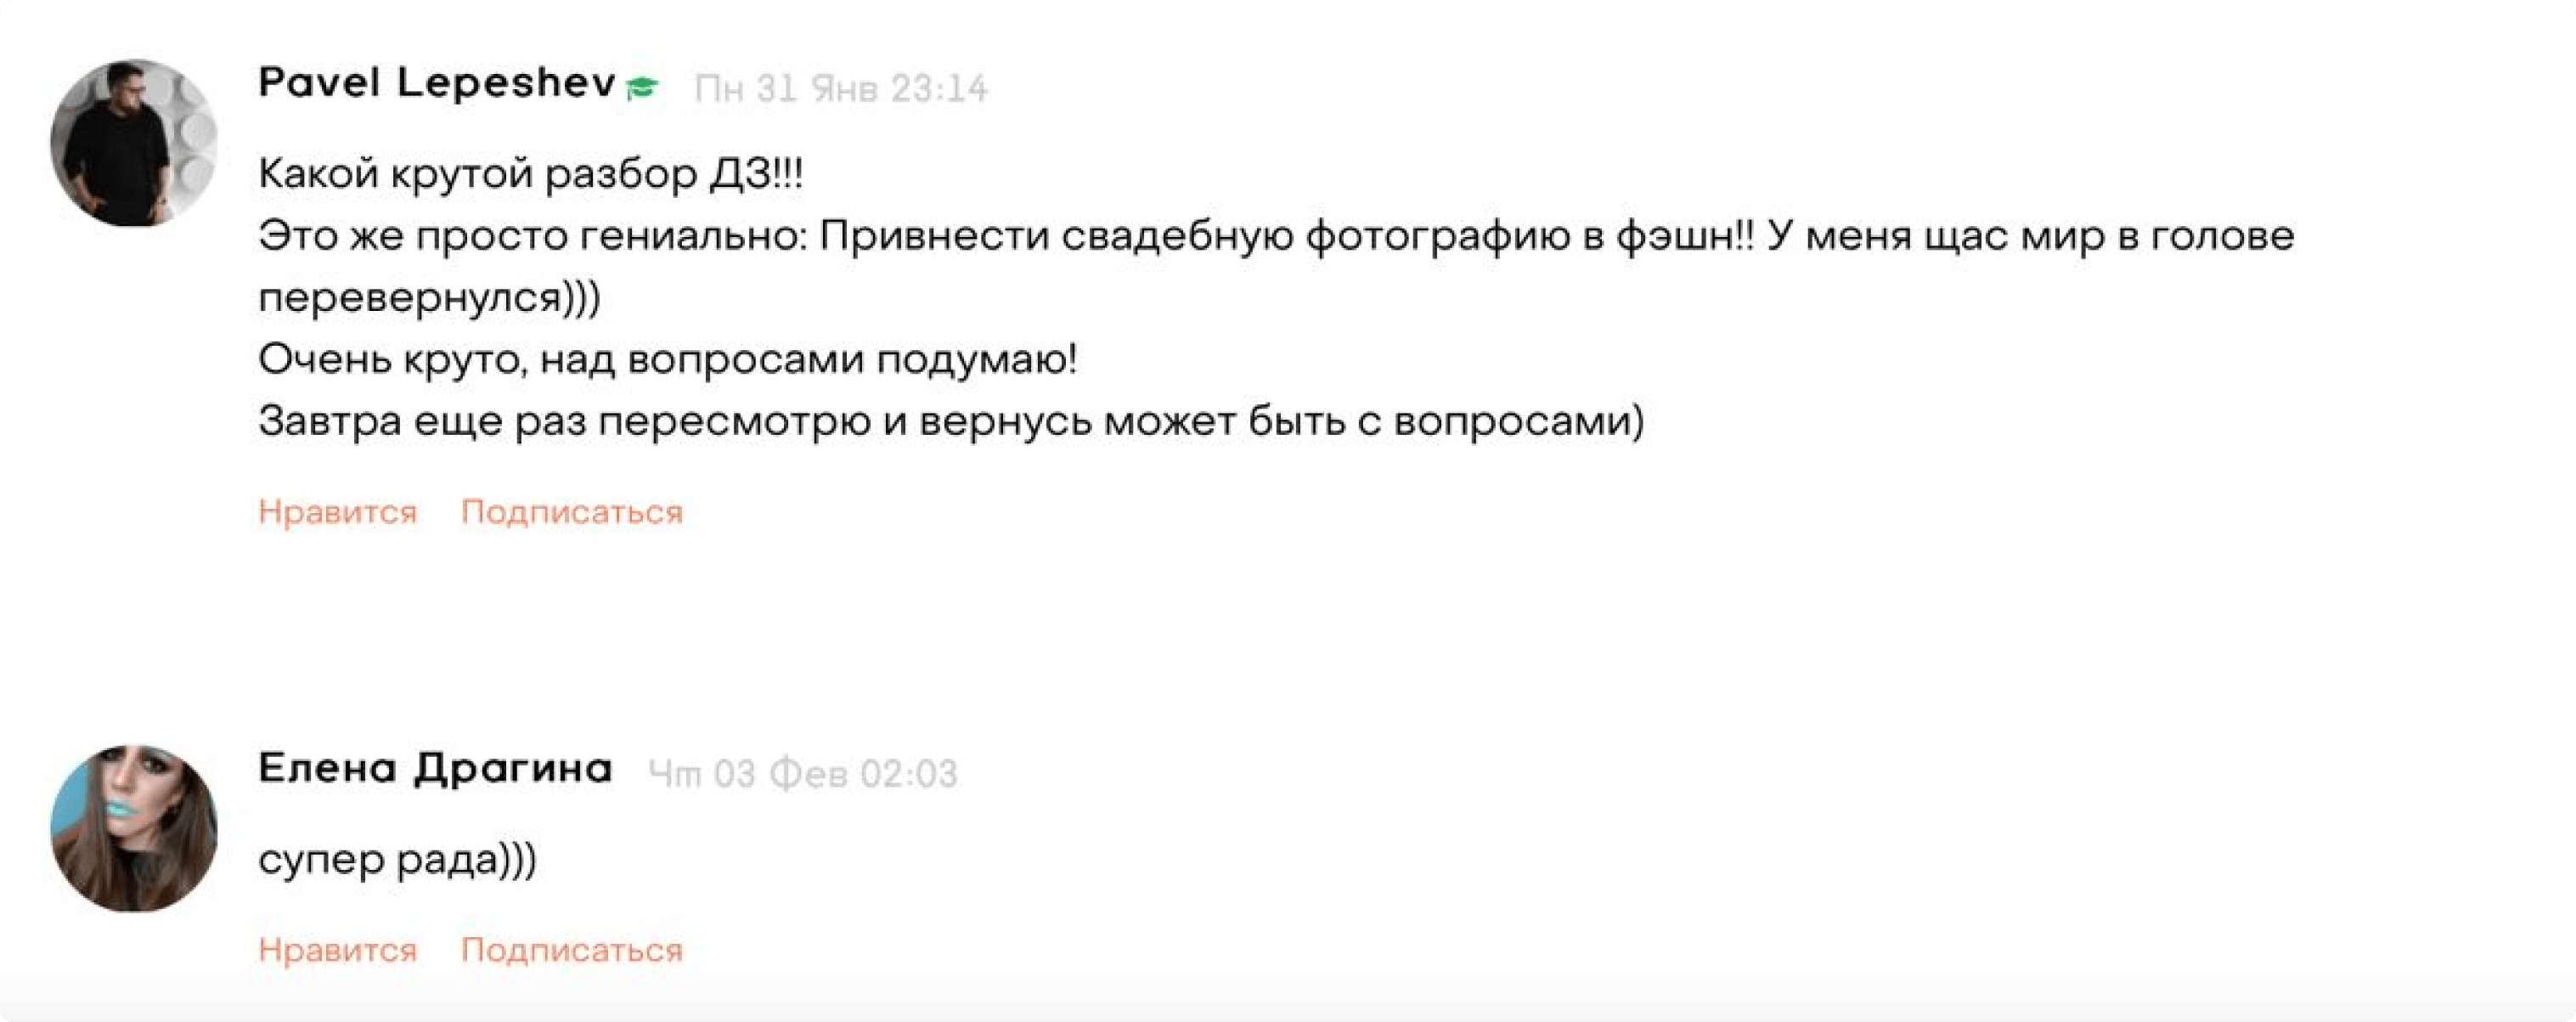 Pavel Lepeshev Пн 31 Янв 23:14
Какой крутой разбор ДЗ!!!
Это же просто гениально: Привнести свадебную фотографию в фэшн!! У меня щас мир в голове
перевернулся)))
Очень круто, над вопросами подумаю!
Завтра еще раз пересмотрю и вернусь может быть с вопросами)
Нравится Подписаться
Елена Драгина Чт 03 Фев 02:03
супер рада)))
Нравится Подписаться